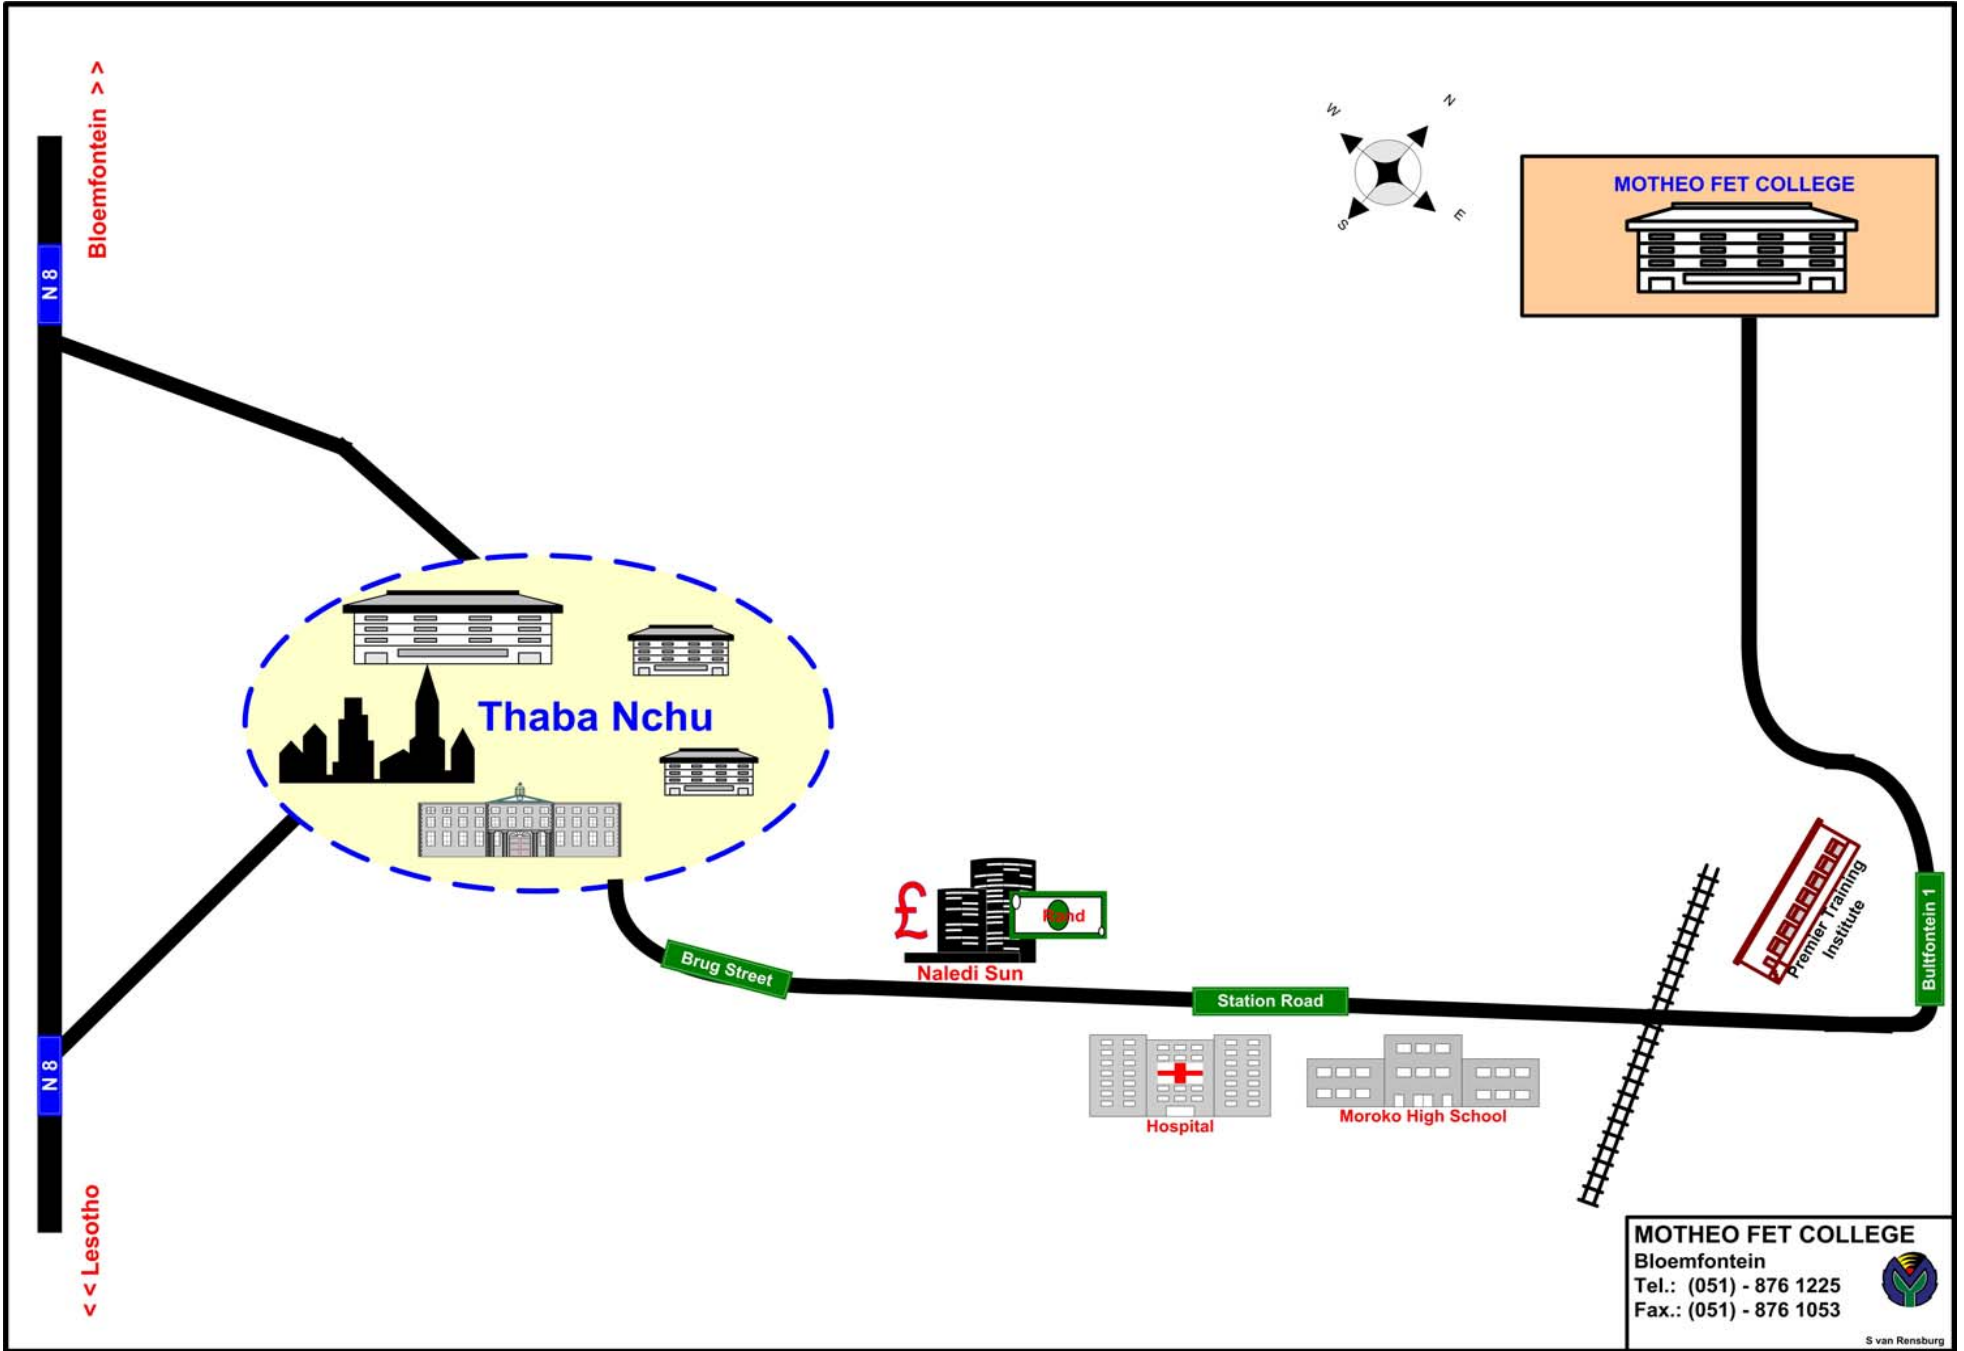 Bloemfontein > >
N 8
W
N
S
E
MOTHEO FET COLLEGE
Thaba Nchu
£
Rand
Naledi Sun
Brug Street
Station Road
Premier Training
Institute
Bultfontein 1
Hospital
Moroko High School
N 8
< < Lesotho
MOTHEO FET COLLEGE
Bloemfontein
Tel.: (051) - 876 1225
Fax.: (051) - 876 1053
S van Rensburg